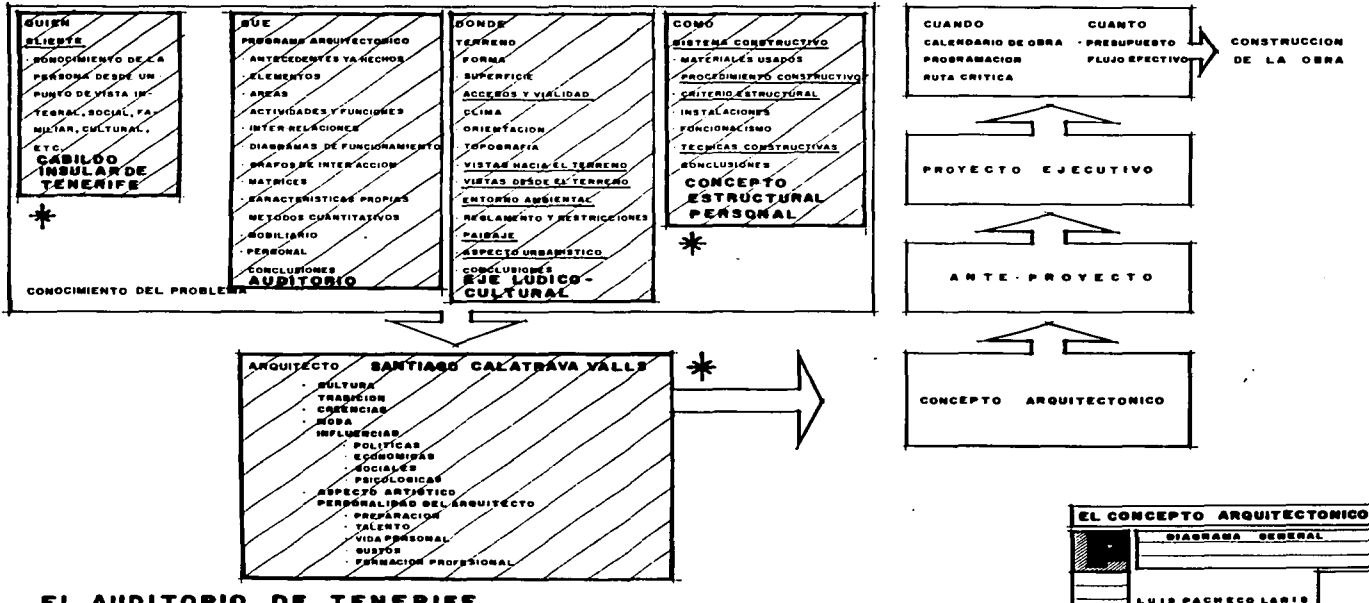 QUIEN
CLIENTE
· CONOCIMIENTO DE LA
PERSONA DESDE UN
PUNTO DE VISTA IN-
TEGRAL, SOCIAL, FA-
MILIAR, CULTURAL,
ETC.
CABILDO
INSULAR DE
TENERIFE
QUE
PROGRAMA ARQUITECTONICO
· ANTECEDENTES YA HECHOS
· ELEMENTOS
· AREAS
· ACTIVIDADES Y FUNCIONES
· INTER RELACIONES
· DIAGRAMAS DE FUNCIONAMIENTO
· GRAFOS DE INTERACCION
· MATRICES
· CARACTERISTICAS PROPIAS
· METODOS CUANTITATIVOS
· MOBILIARIO
· PERSONAL
· CONCLUSIONES
AUDITORIO
DONDE
TERRENO
· FORMA
· SUPERFICIE
· ACCESOS Y VIALIDAD
· CLIMA
· ORIENTACION
· TOPOGRAFIA
· VISTAS HACIA EL TERRENO
· VISTAS DESDE EL TERRENO
· ENTORNO AMBIENTAL
· REGLAMENTO Y RESTRICCIONES
· PAISAJE
· ASPECTO URBANISTICO
· CONCLUSIONES
EJE LUDICO-
CULTURAL
COMO
SISTEMA CONSTRUCTIVO
· MATERIALES USADOS
· PROCEDIMIENTO CONSTRUCTIVO
· CRITERIO ESTRUCTURAL
· INSTALACIONES
· FONCIONALISMO
· TECNICAS CONSTRUCTIVAS
· CONCLUSIONES
CONCEPTO
ESTRUCTURAL
PERSONAL
CONOCIMIENTO DEL PROBLEMA
ARQUITECTO SANTIAGO CALATRAVA VALLS
· CULTURA
· TRADICION
· CREENCIAS
· MODA
INFLUENCIAS
· POLITICAS
· ECONOMICAS
· SOCIALES
· PSICOLOGICAS
· ASPECTO ARTISTICO
PERSONALIDAD DEL ARQUITECTO
· PREPARACION
· TALENTO
· VIDA PERSONAL
· GUSTOS
· FORMACION PROFESIONAL
CUANDO
CALENDARIO DE OBRA
PROGRAMACION
RUTA CRITICA
CUANTO
· PRESUPUESTO
FLUJO EFECTIVO
CONSTRUCCION
DE LA OBRA
PROYECTO EJECUTIVO
ANTE-PROYECTO
CONCEPTO ARQUITECTONICO
EL CONCEPTO ARQUITECTONICO
DIAGRAMA GENERAL
LUIS PACHECO LARIS
EL AUDITORIO DE TENERIFE